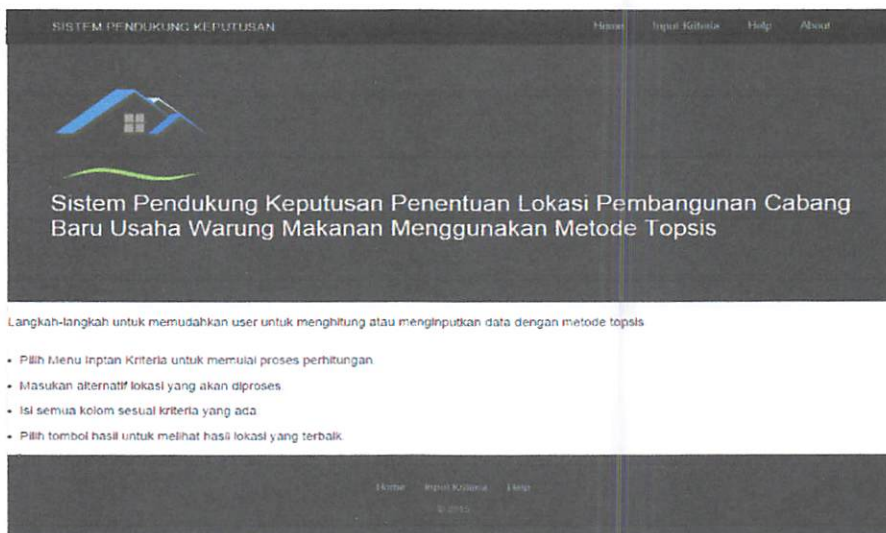 SISTEM PENDUKUNG KEPUTUSAN
Home Input Kriteria Help About
Sistem Pendukung Keputusan Penentuan Lokasi Pembangunan Cabang
Baru Usaha Warung Makanan Menggunakan Metode Topsis
Langkah-langkah untuk memudahkan user untuk menghitung atau menginputkan data dengan metode topsis
• Pilih Menu Inptan Kriteria untuk memulai proses perhitungan
• Masukan alternatif lokasi yang akan diproses
• Isi semua kolom sesuai kriteria yang ada
• Pilih tombol hasil untuk melihat hasil lokasi yang terbaik
Home Input Kriteria Help
© 2015